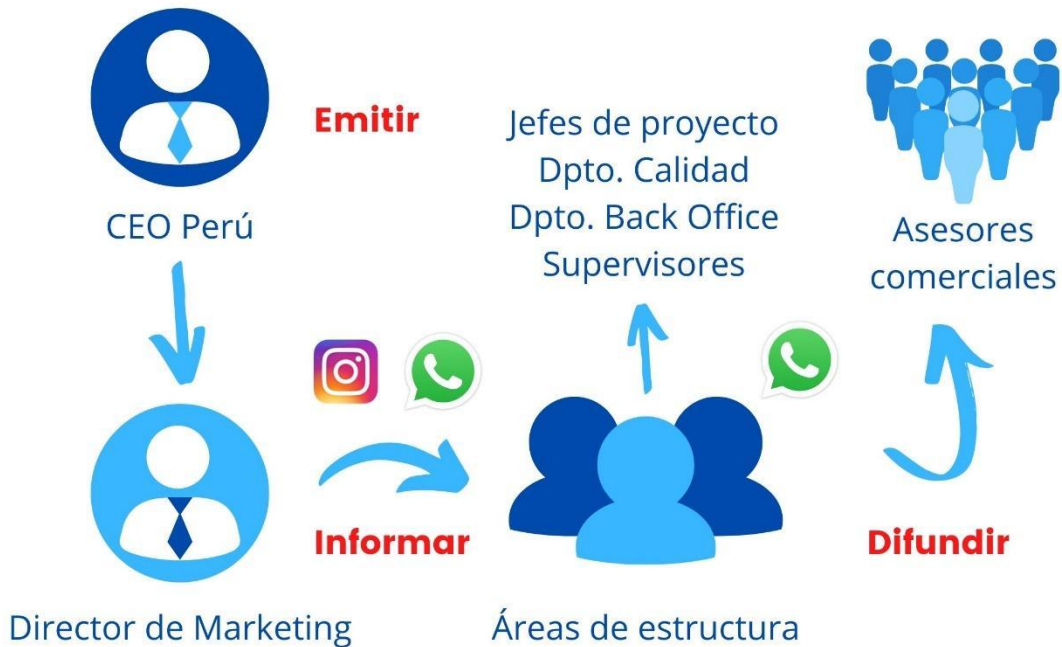 Emitir
CEO Perú
Jefes de proyecto
Dpto. Calidad
Dpto. Back Office
Supervisores
Asesores
comerciales
Informar
Difundir
Director de Marketing
Áreas de estructura